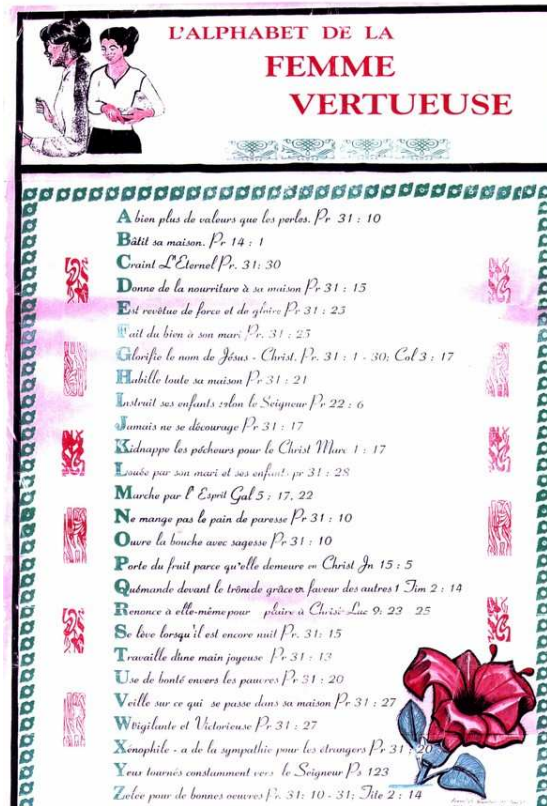 L'ALPHABET DE LA
FEMME
VERTUEUSE
A bien plus de valeurs que les perles. Pr 31 : 10
Bâtit sa maison. Pr 14 : 1
Craint L'Eternel Pr. 31: 30
Donne de la nourriture à sa maison Pr 31 : 15
Est revêtue de force et de gloire Pr 31 : 25
Fait du bien à son mari Pr. 31 : 23
Glorifie le nom de Jésus - Christ. Pr. 31 : 1 - 30; Col 3 : 17
Habille toute sa maison Pr 31 : 21
Instruit ses enfants selon le Seigneur Pr 22 : 6
Jamais ne se décourage Pr 31 : 17
Kidnappe les pécheurs pour le Christ Marc 1 : 17
Louée par son mari et ses enfants pr 31 : 28
Marche par l' Esprit Gal 5 : 17, 22
Ne mange pas le pain de paresse Pr 31 : 10
Ouvre la bouche avec sagesse Pr 31 : 10
Porte du fruit parce qu'elle demeure en Christ Jn 15 : 5
Quémande devant le trône de grâce en faveur des autres 1 Tim 2 : 14
Renonce à elle-même pour plaire à Christ Luc 9: 23 25
Se lève lorsqu'il est encore nuit Pr. 31: 15
Travaille d'une main joyeuse Pr 31 : 13
Use de bonté envers les pauvres Pr 31 : 20
Veille sur ce qui se passe dans sa maison Pr 31 : 27
Wigilante et Victorieuse Pr 31 : 27
Xénophile - a de la sympathie pour les étrangers Pr 31 : 20
Yeux tournés constamment vers le Seigneur Ps 123
Zelée pour de bonnes oeuvres Pr 31: 10 - 31; Tite 2 : 14